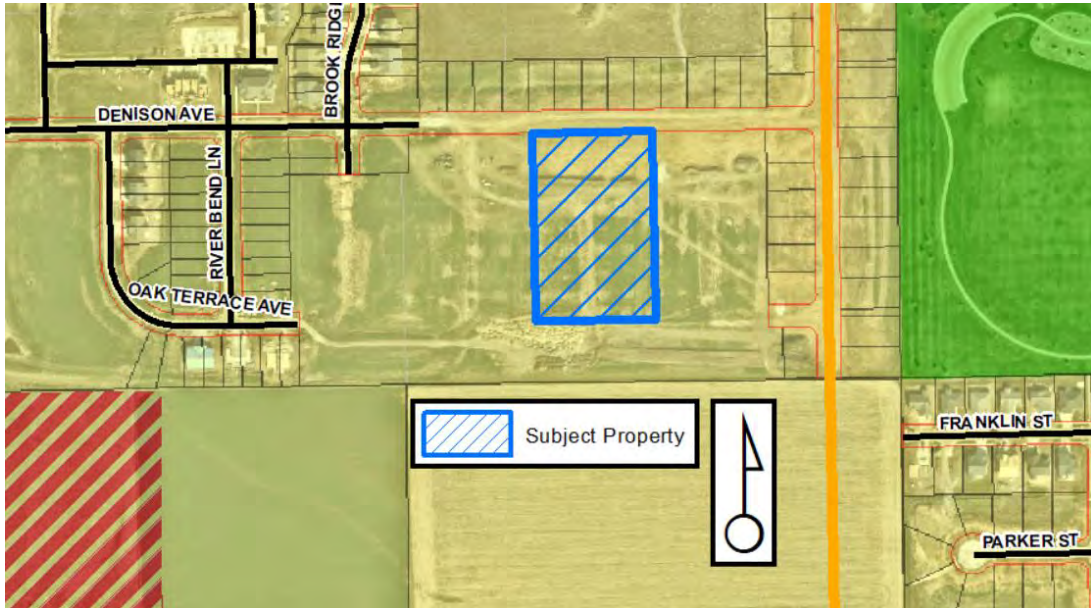 BROOK RIDGE
DENISON AVE
RIVER BEND LN
OAK TERRACE AVE
Subject Property
FRANKLIN ST
PARKER ST